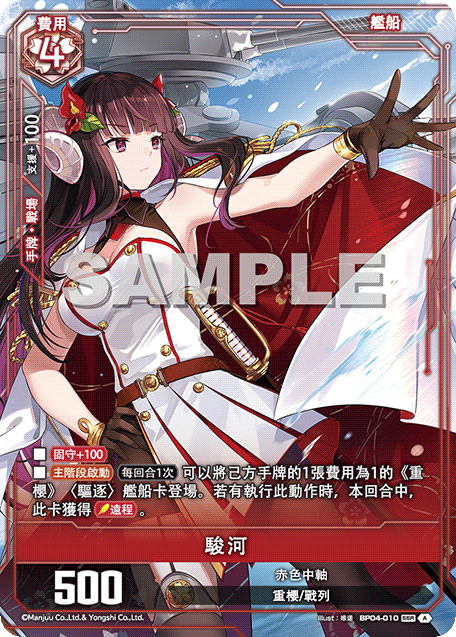 費用
4
艦船
支援+100
手牌・戰場
SAMPLE
固守+100
主階段啟動 每回合1次 可以將己方手牌的1張費用為1的《重
櫻》〈驅逐〉艦船卡登場。若有執行此動作時，本回合中，
此卡獲得 遠程 。
駿河
500
赤色中軸
重櫻/戰列
©Manjuu Co.,Ltd.& Yongshi Co.,Ltd.
Illust：唯遝 BP04-010 SSR A